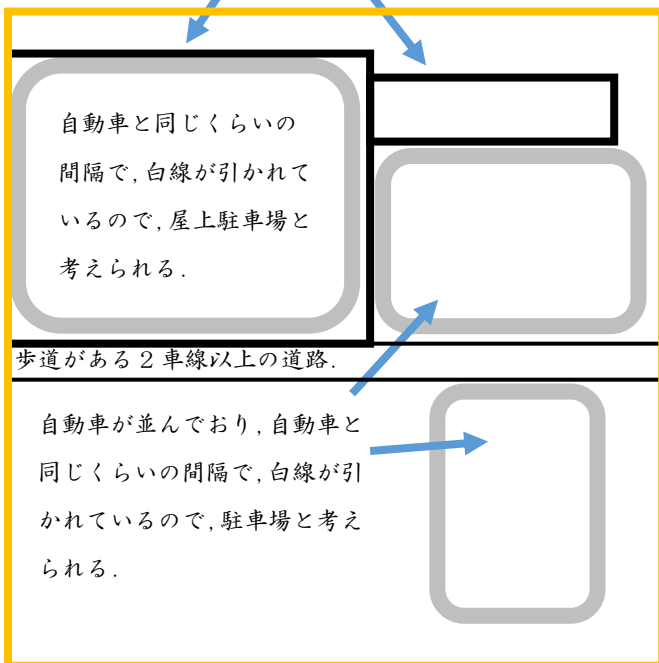 自動車と同じくらいの
間隔で,白線が引かれて
いるので,屋上駐車場と
考えられる.
歩道がある2車線以上の道路.
自動車が並んでおり,自動車と
同じくらいの間隔で,白線が引
かれているので,駐車場と考え
られる.